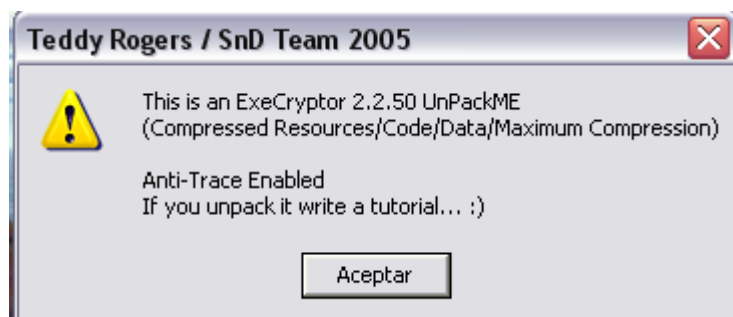 Teddy Rogers / SnD Team 2005
This is an ExeCryptor 2.2.50 UnPackME
(Compressed Resources/Code/Data/Maximum Compression)
Anti-Trace Enabled
If you unpack it write a tutorial... :)
Aceptar